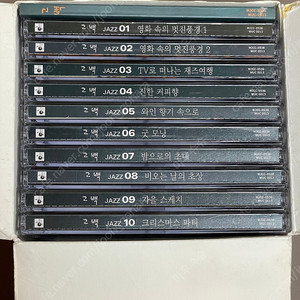 고백
고백 JAZZ 01 영화 속의 멋진풍경 1
고백 JAZZ 02 영화 속의 멋진풍경 2
고백 JAZZ 03 TV로 떠나는 재즈여행
고백 JAZZ 04 진한 커피향
고백 JAZZ 05 와인 향기 속으로
고백 JAZZ 06 굿 모닝
고백 JAZZ 07 밤으로의 초대
고백 JAZZ 08 비오는 날의 초상
고백 JAZZ 09 가을 스케치
고백 JAZZ 10 크리스마스 파티